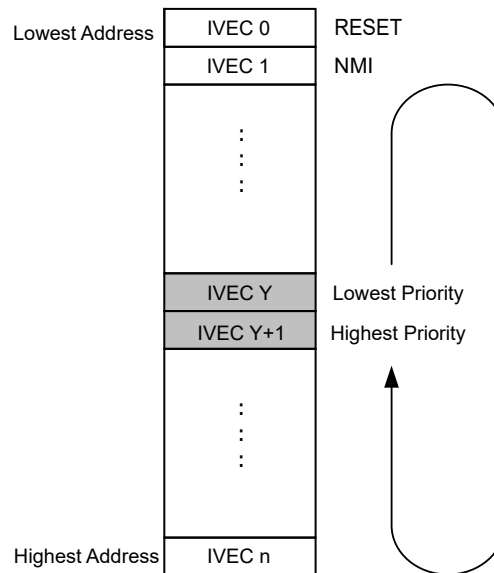 Lowest Address IVEC 0 RESET
IVEC 1 NMI
:
:
IVEC Y Lowest Priority
IVEC Y+1 Highest Priority
:
:
Highest Address IVEC n